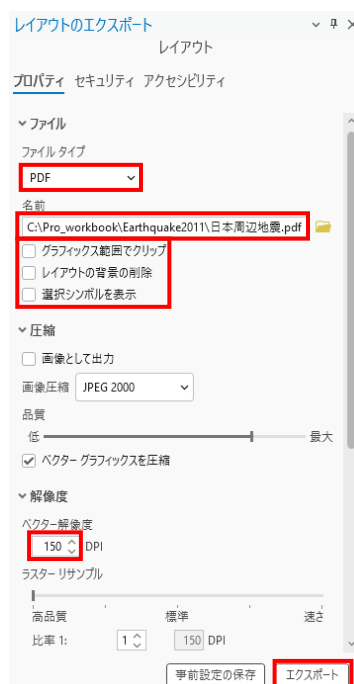 レイアウトのエクスポート
レイアウト
プロパティ セキュリティ アクセシビリティ
ファイル
ファイル タイプ
PDF
名前
C:\Pro_workbook\Earthquake2011\日本周辺地震.pdf
グラフィックス範囲でクリップ
レイアウトの背景の削除
選択シンボルを表示
圧縮
画像として出力
画像圧縮 JPEG 2000
品質
低 最大
ベクター グラフィックスを圧縮
解像度
ベクター解像度
150 DPI
ラスター リサンプル
高品質 標準 速さ
比率 1: 1 150 DPI
事前設定の保存 エクスポート